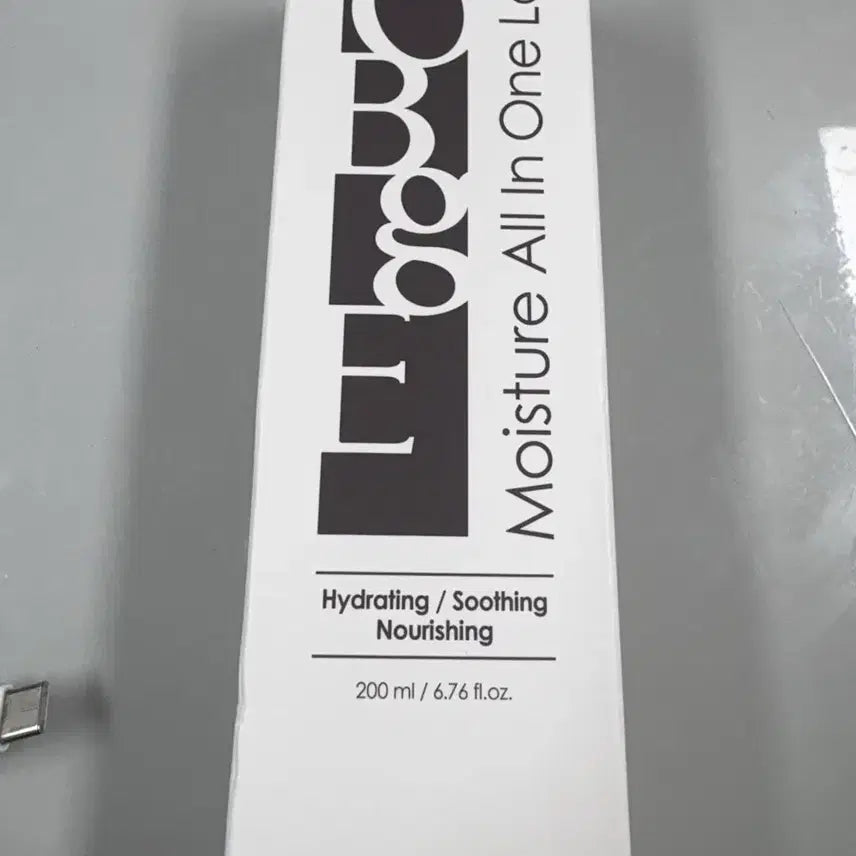 Moisture All In One
Hydrating / Soothing
Nourishing
200 ml / 6.76 fl.oz.